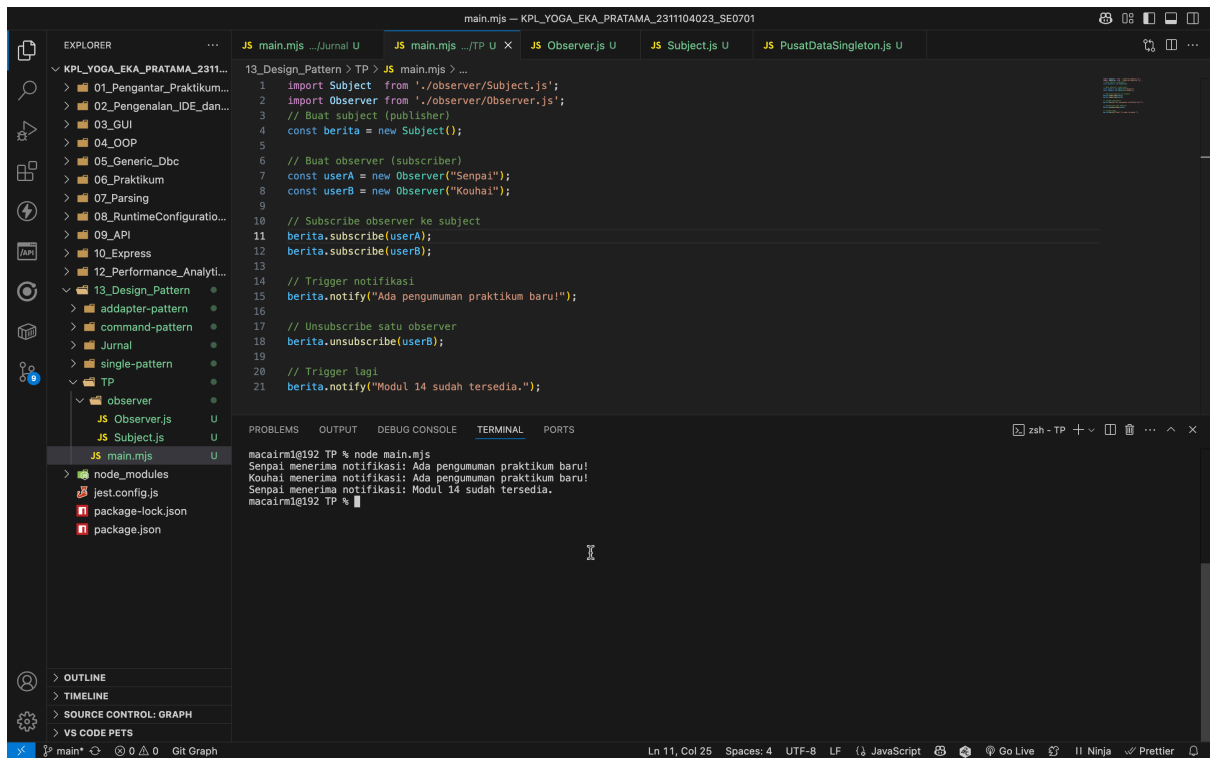 main.mjs — KPL_YOGA_EKA_PRATAMA_2311104023_SE0701
EXPLORER
JS main.mjs .../Jurnal U
JS main.mjs .../TP U
JS Observer.js U
JS Subject.js U
JS PusatDataSingleton.js U
KPL_YOGA_EKA_PRATAMA_2311...
01_Pengantar_Praktikum...
02_Pengenalan_IDE_dan...
03_GUI
04_OOP
05_Generic_Dbc
06_Praktikum
07_Parsing
08_RuntimeConfiguratio...
09_API
10_Express
12_Performance_Analyti...
13_Design_Pattern
addapter-pattern
command-pattern
Jurnal
single-pattern
TP
observer
JS Observer.js U
JS Subject.js U
JS main.mjs U
node_modules
jest.config.js
package-lock.json
package.json
OUTLINE
TIMELINE
SOURCE CONTROL: GRAPH
VS CODE PETS
/API
9
13_Design_Pattern > TP > JS main.mjs > ...
1 import Subject from './observer/Subject.js';
2 import Observer from './observer/Observer.js';
3 // Buat subject (publisher)
4 const berita = new Subject();
5
6 // Buat observer (subscriber)
7 const userA = new Observer("Senpai");
8 const userB = new Observer("Kouhai");
9
10 // Subscribe observer ke subject
11 berita.subscribe(userA);
12 berita.subscribe(userB);
13
14 // Trigger notifikasi
15 berita.notify("Ada pengumuman praktikum baru!");
16
17 // Unsubscribe satu observer
18 berita.unsubscribe(userB);
19
20 // Trigger lagi
21 berita.notify("Modul 14 sudah tersedia.");
PROBLEMS OUTPUT DEBUG CONSOLE TERMINAL PORTS
zsh - TP
macairm1@192 TP % node main.mjs
Senpai menerima notifikasi: Ada pengumuman praktikum baru!
Kouhai menerima notifikasi: Ada pengumuman praktikum baru!
Senpai menerima notifikasi: Modul 14 sudah tersedia.
macairm1@192 TP %
main* 0 0 Git Graph
Ln 11, Col 25 Spaces: 4 UTF-8 LF JavaScript Go Live Ninja Prettier